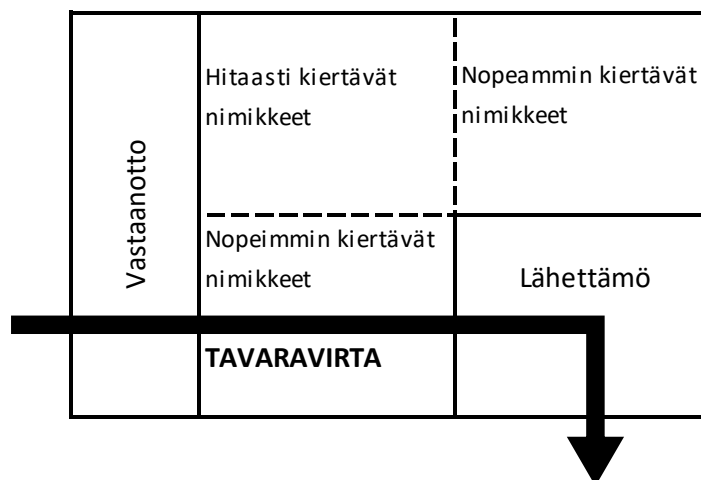 Vastaanotto
Hitaasti kiertävät
nimikkeet
Nopeammin kiertävät
nimikkeet
Nopeimmin kiertävät
nimikkeet
Lähettämö
TAVARAVIRTA